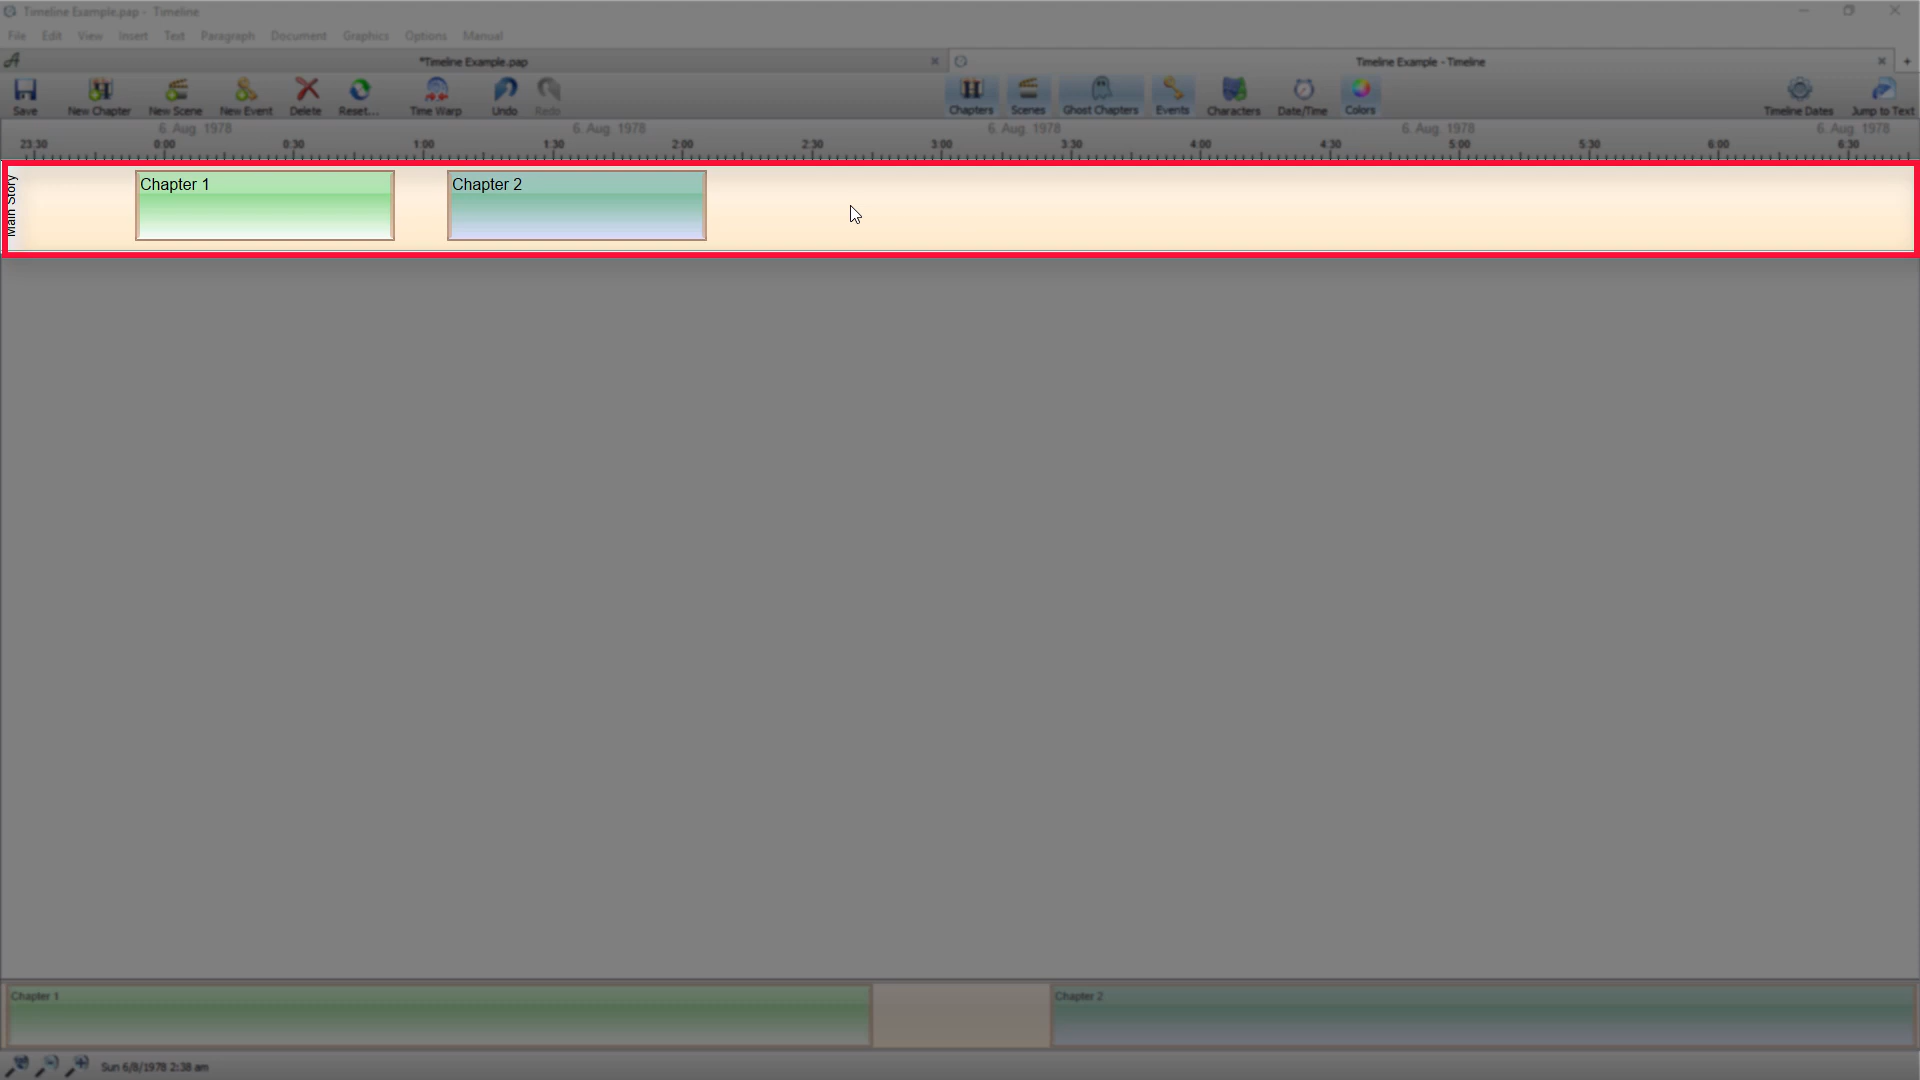 Timeline Example.pap - Timeline
File Edit View Insert Text Paragraph Document Graphics Options Manual
*Timeline Example.pap
Timeline Example - Timeline
Save New Chapter New Scene New Event Delete Reset... Time Warp Undo Redo Chapters Scenes Ghost Chapters Events Characters Date/Time Colors Timeline Dates Jump to Text
6. Aug. 1978 6. Aug. 1978 6. Aug. 1978 6. Aug. 1978 6. Aug. 1978
23:30 0:00 0:30 1:00 1:30 2:00 2:30 3:00 3:30 4:00 4:30 5:00 5:30 6:00 6:30
Main Story
Chapter 1
Chapter 2
Chapter 1
Chapter 2
Sun 6/8/1978 2:38 am